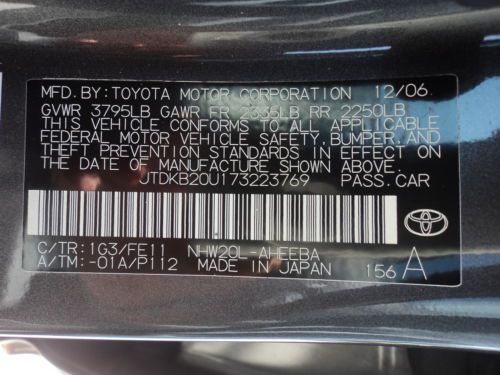 MFD. BY: TOYOTA MOTOR CORPORATION 12/06
GVWR 3795LB GAWR FR 2335LB RR 2250LB
THIS VEHICLE CONFORMS TO ALL APPLICABLE
FEDERAL MOTOR VEHICLE SAFETY, BUMPER, AND
THEFT PREVENTION STANDARDS IN EFFECT ON
THE DATE OF MANUFACTURE SHOWN ABOVE.
JTDKB20U173223769 PASS. CAR
C/TR: 1G3/FE11 NHW20L-AHEEBA
A/TM: -01A/P112 MADE IN JAPAN 156 A